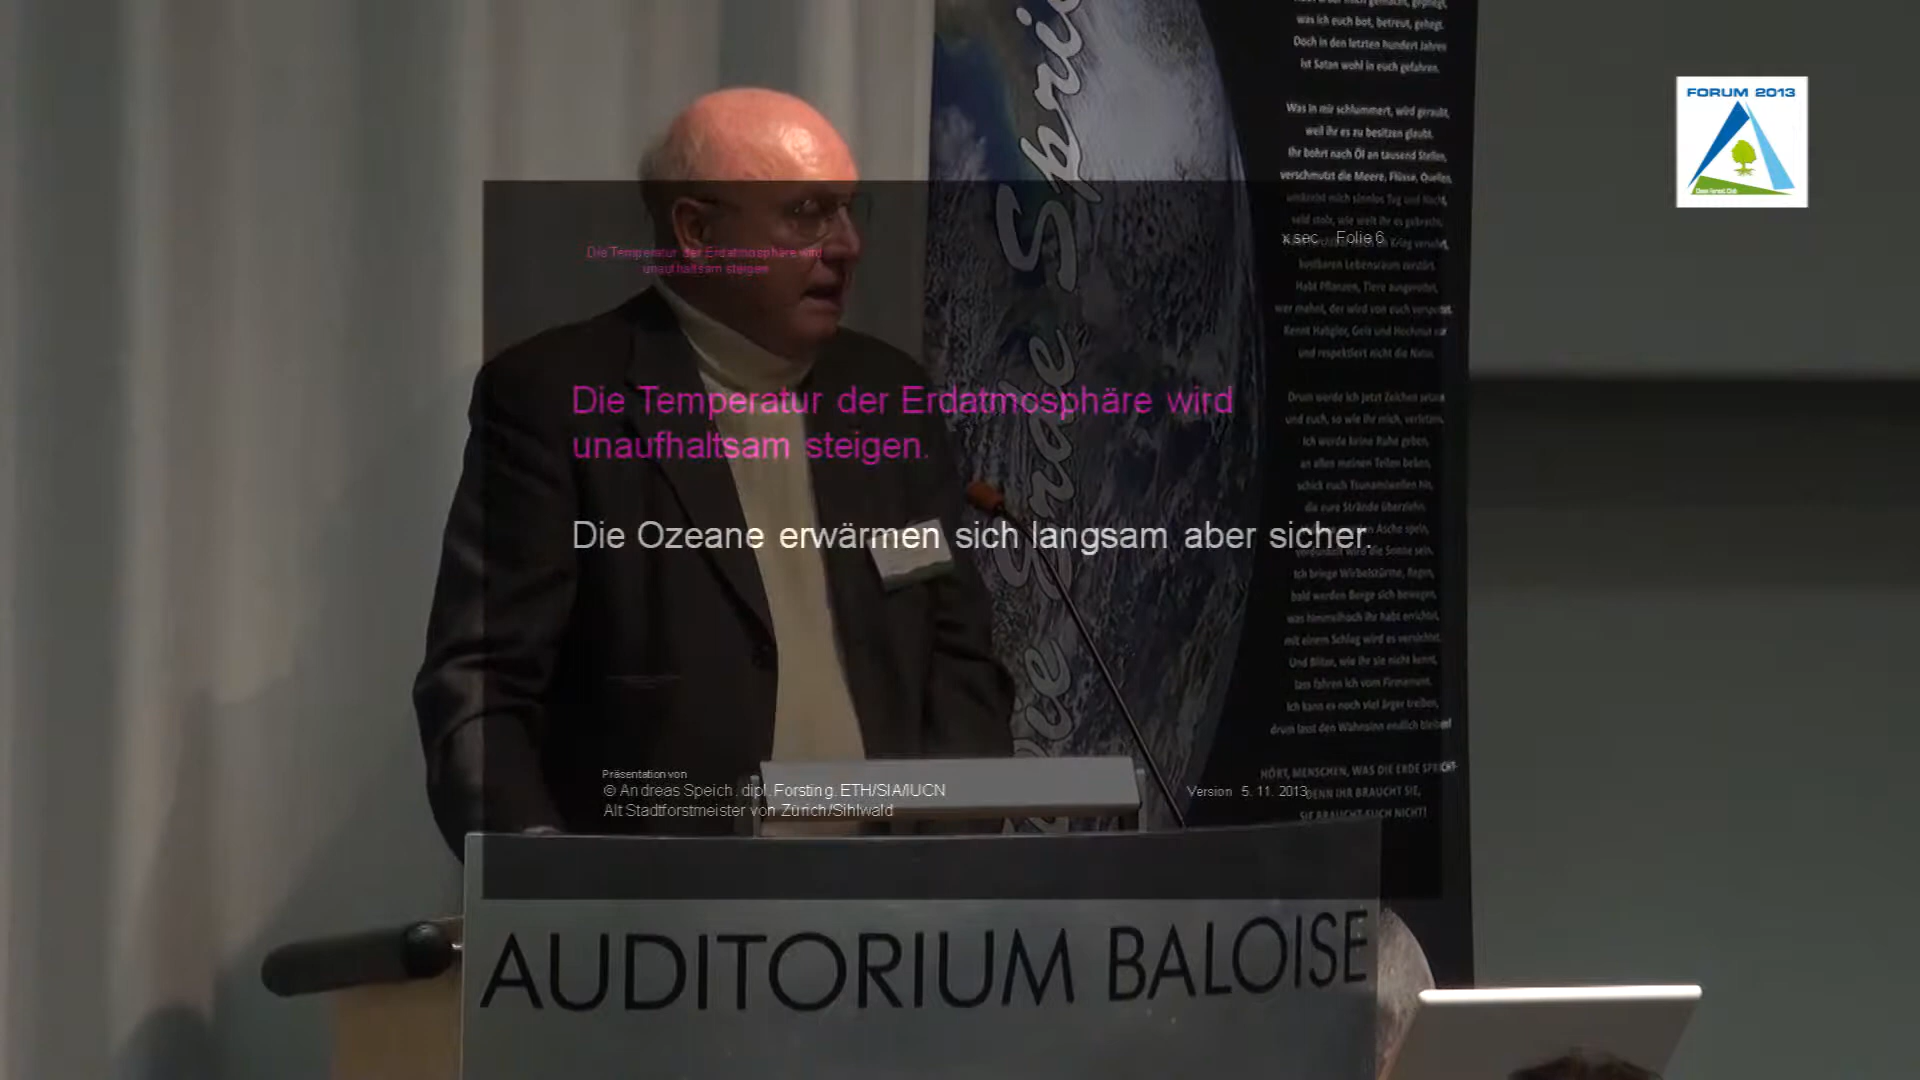 FORUM 2013
was ich euch bot, betreut, gehegt.
Doch in den letzten hundert Jahren
ist Satan wohl in euch gefahren.
Was in mir schlummert, wird geraubt,
weil ihr es zu besitzen glaubt.
Ihr bohrt nach Öl an tausend Stellen,
verschmutzt die Meere, Flüsse, Quellen,
x sec Folie 6
Die Temperatur der Erdatmosphäre wird
unaufhaltsam steigen
kostbaren Lebensraum zerstört.
Habt Pflanzen, Tiere ausgerottet,
und respektiert nicht die Natur.
Die Temperatur der Erdatmosphäre wird
unaufhaltsam steigen.
Drum werde ich jetzt Zeichen setzen
und euch, so wie ihr mich, verletzen.
Ich werde keine Ruhe geben,
an allen meinen Teilen beben,
schick euch Tsunamiwellen hin,
die eure Strände überziehn.
Die Ozeane erwärmen sich langsam aber sicher.
Ich bringe Wirbelstürme, Regen,
bald werden Berge sich bewegen,
was himmelhoch ihr habt errichtet,
mit einem Schlag wird es vernichtet.
Und Blitze, wie ihr sie nicht kennt,
lass fahren ich vom Firmament.
Ich kann es noch viel ärger treiben,
drum lasst den Wahnsinn endlich bleiben!
HÖRT, MENSCHEN, WAS DIE ERDE SPRICHT-
DENN IHR BRAUCHT SIE,
SIE BRAUCHT EUCH NICHT!
Präsentation von
© Andreas Speich, dipl. Forsting. ETH/SIA/IUCN
Alt Stadtforstmeister von Zürich/Sihlwald
Version 5. 11. 2013
AUDITORIUM BALOISE